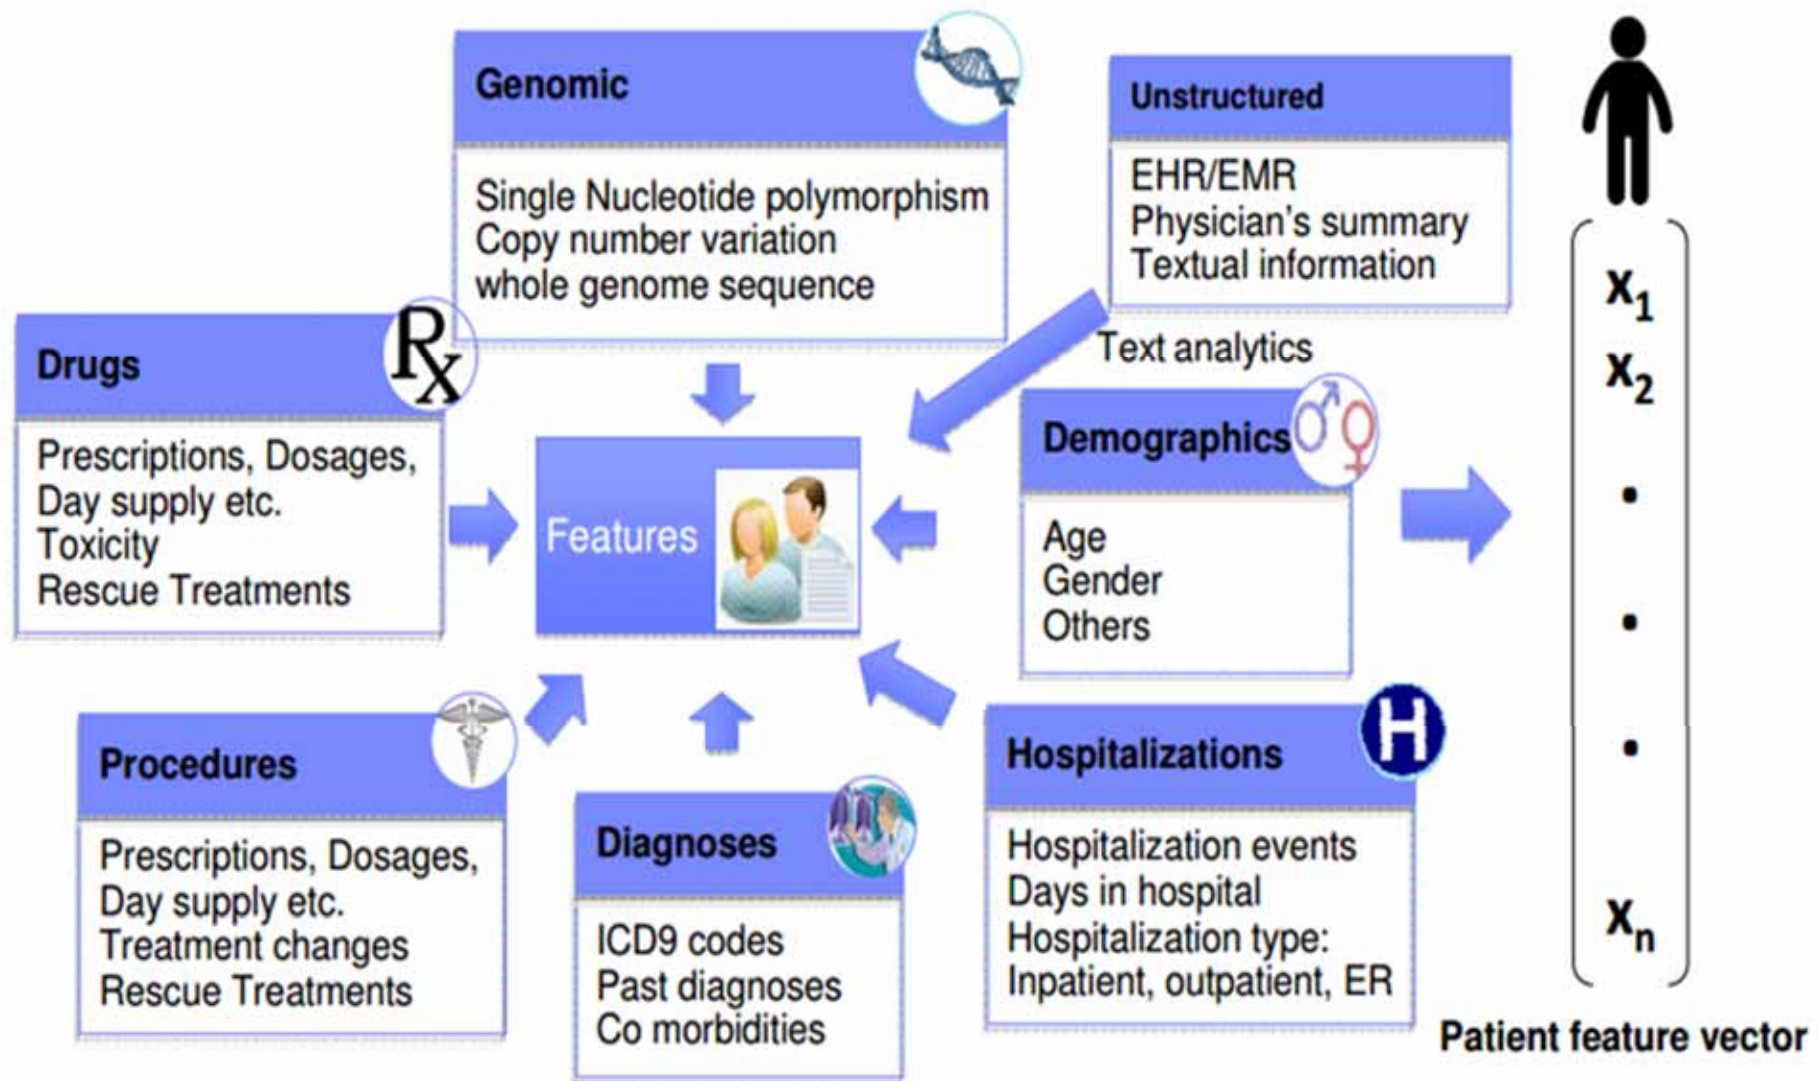 Genomic
Single Nucleotide polymorphism
Copy number variation
whole genome sequence
Unstructured
EHR/EMR
Physician's summary
Textual information
Text analytics
Drugs
Rx
Prescriptions, Dosages,
Day supply etc.
Toxicity
Rescue Treatments
Features
Demographics
Age
Gender
Others
Procedures
Prescriptions, Dosages,
Day supply etc.
Treatment changes
Rescue Treatments
Diagnoses
ICD9 codes
Past diagnoses
Co morbidities
Hospitalizations
H
Hospitalization events
Days in hospital
Hospitalization type:
Inpatient, outpatient, ER
x1
x2
.
.
.
xn
Patient feature vector